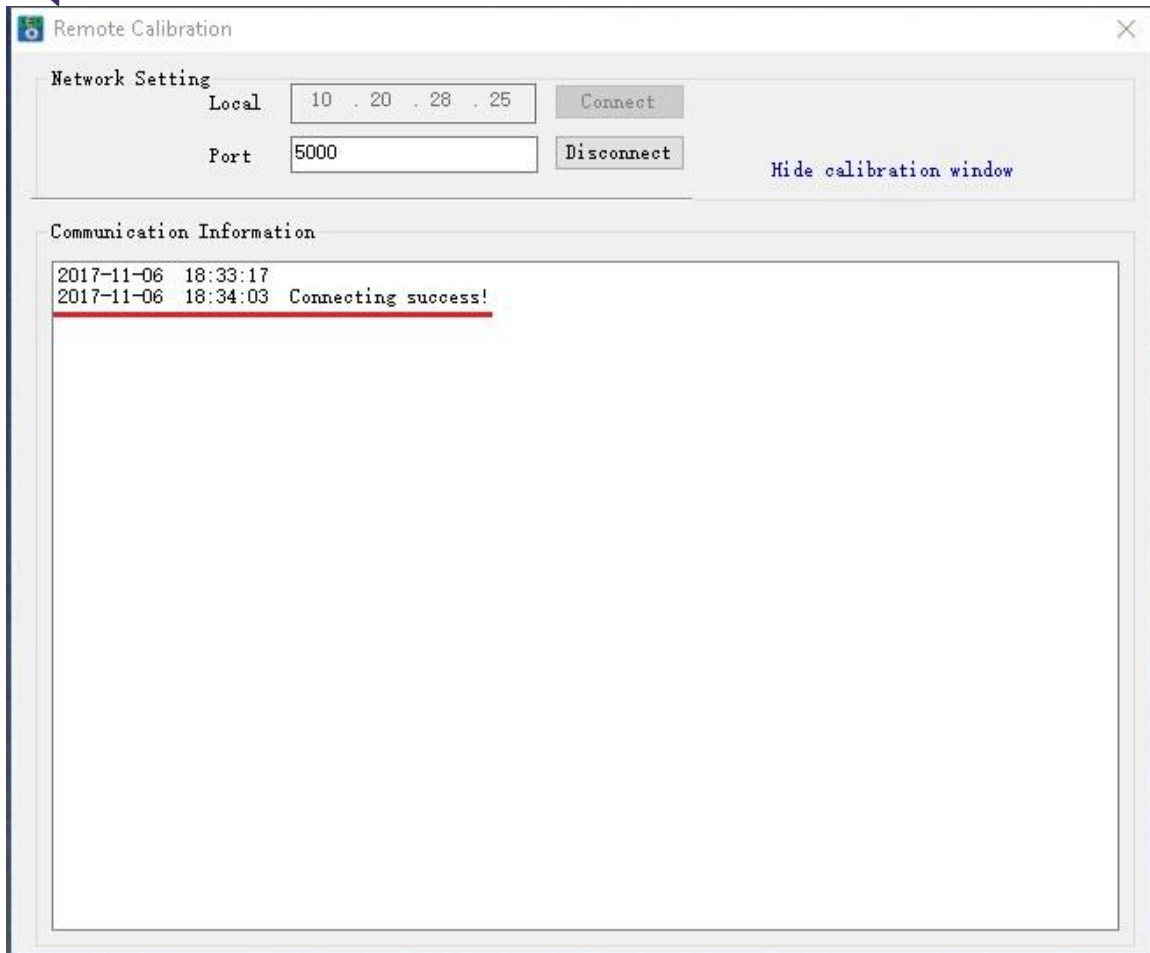 Remote Calibration
Network Setting
Local 10 . 20 . 28 . 25 Connect
Port 5000 Disconnect
Hide calibration window
Communication Information
2017-11-06 18:33:17
2017-11-06 18:34:03 Connecting success!